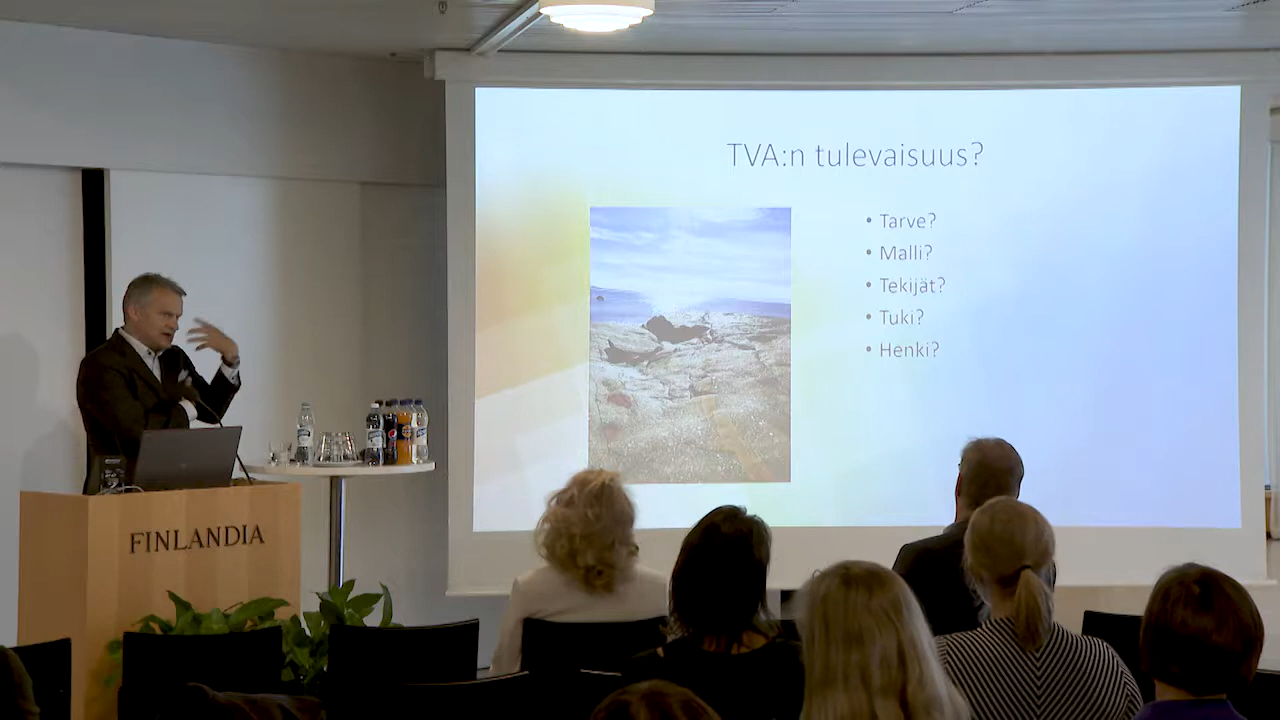 TVA:n tulevaisuus?
• Tarve?
• Malli?
• Tekijät?
• Tuki?
• Henki?
FINLANDIA